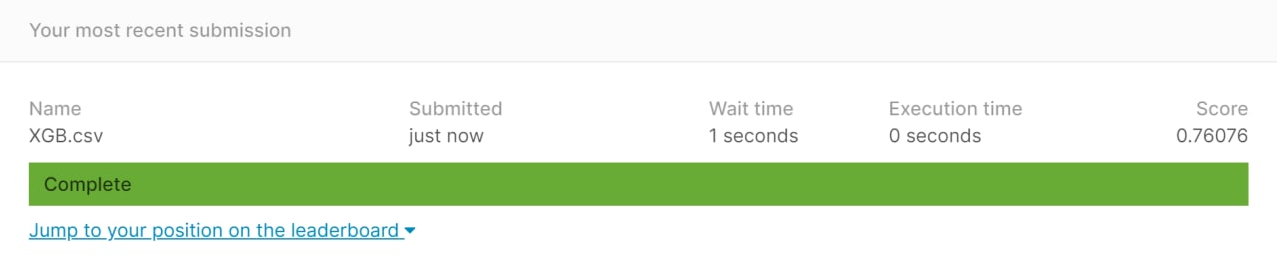 Your most recent submission
Name Submitted Wait time Execution time Score
XGB.csv just now 1 seconds 0 seconds 0.76076
Complete
Jump to your position on the leaderboard